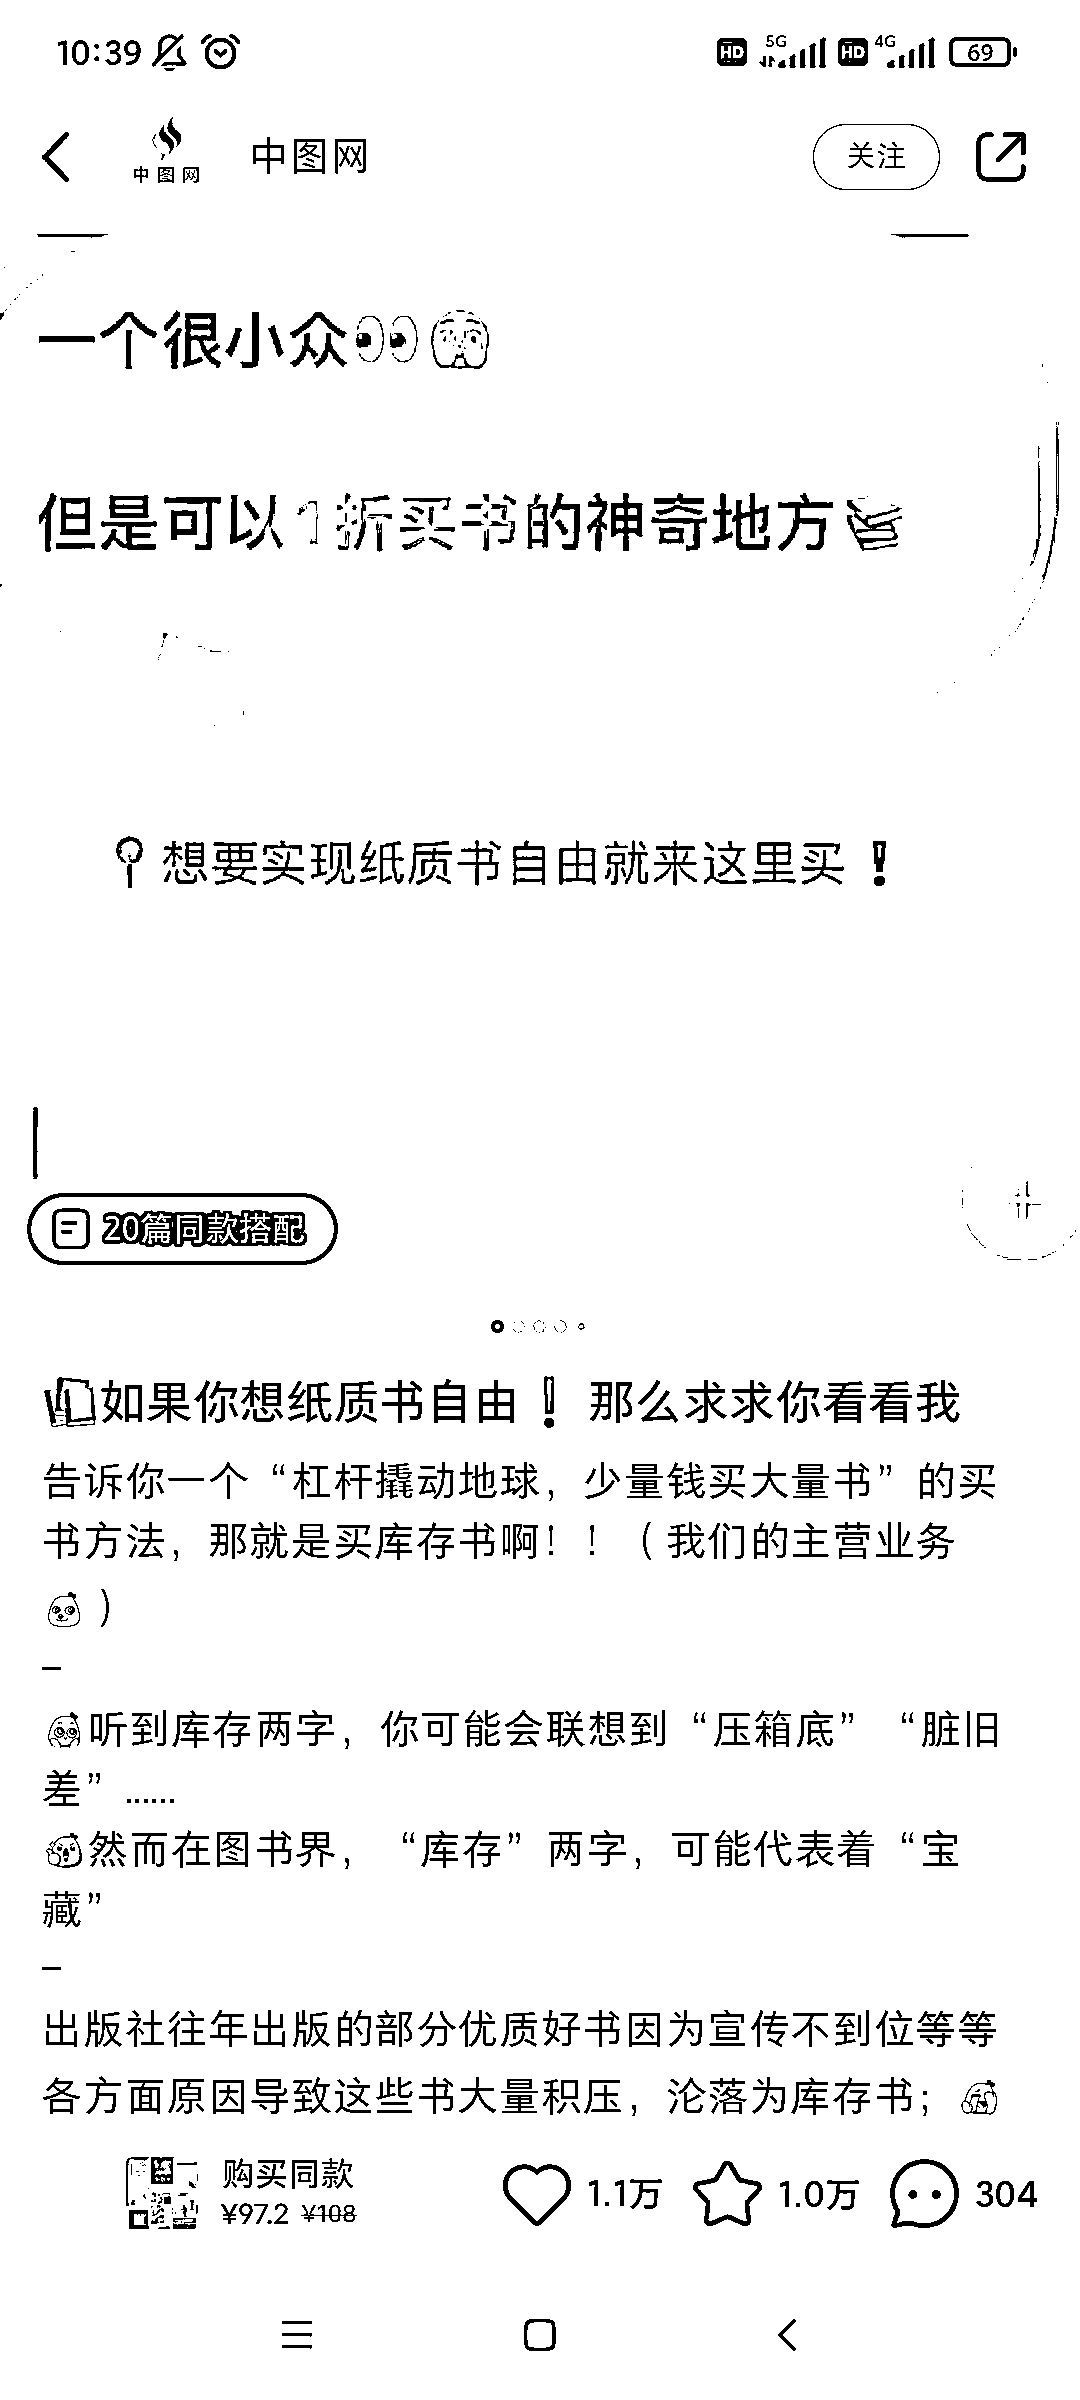 10:39 HD 5G HD 4G 69
中图网 中图网 关注
一个很小众👀🫣
但是可以1折买书的神奇地方📚
📍想要实现纸质书自由就来这里买❗
20篇同款搭配
如果你想纸质书自由❗ 那么求求你看看我
告诉你一个“杠杆撬动地球，少量钱买大量书”的买
书方法，那就是买库存书啊！！（我们的主营业务
）
–
听到库存两字，你可能会联想到“压箱底”“脏旧
差”……
然而在图书界，“库存”两字，可能代表着“宝
藏”
–
出版社往年出版的部分优质好书因为宣传不到位等等
各方面原因导致这些书大量积压，沦落为库存书；
购买同款
¥97.2 ¥108
1.1万 1.0万 304